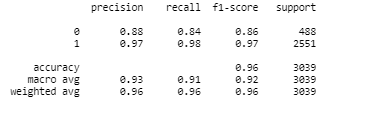 precision recall f1-score support
0 0.88 0.84 0.86 488
1 0.97 0.98 0.97 2551
accuracy 0.96 3039
macro avg 0.93 0.91 0.92 3039
weighted avg 0.96 0.96 0.96 3039